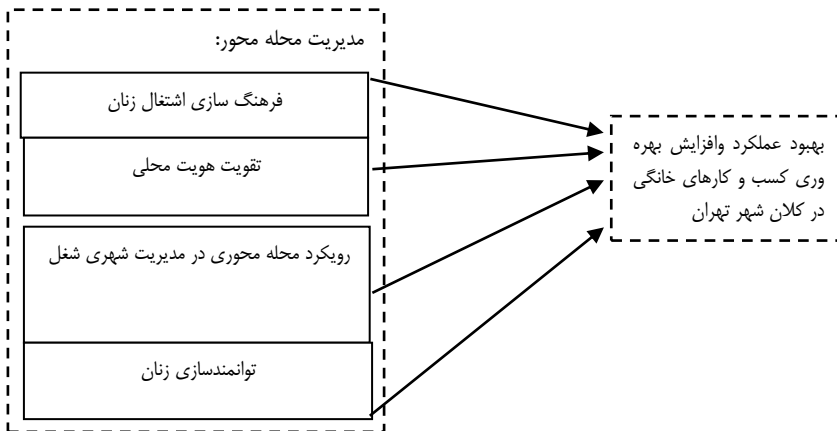 مدیریت محله محور:
فرهنگ سازی اشتغال زنان
تقویت هویت محلی
رویکرد محله محوری در مدیریت شهری شغل
توانمندسازی زنان
بهبود عملکرد وافزایش بهره
وری کسب و کارهای خانگی
در کلان شهر تهران